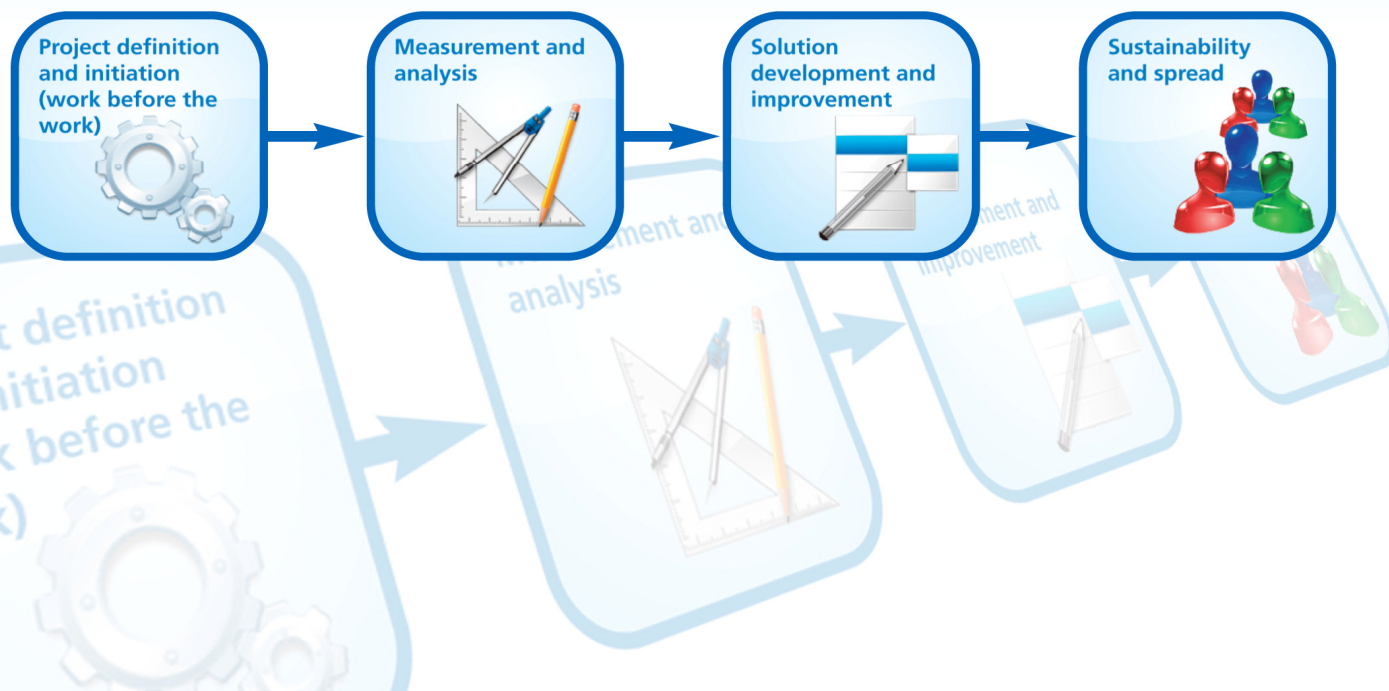 Project definition
and initiation
(work before the
work)
Measurement and
analysis
Solution
development and
improvement
Sustainability
and spread
ement and
analysis
ment and
improvement
t definition
nitiation
k before the
k)